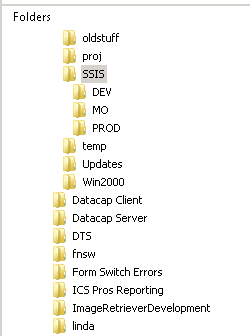 Folders
oldstuff
proj
SSIS
DEV
MO
PROD
temp
Updates
Win2000
Datacap Client
Datacap Server
DTS
fnsw
Form Switch Errors
ICS Pros Reporting
ImageRetrieverDevelopment
linda